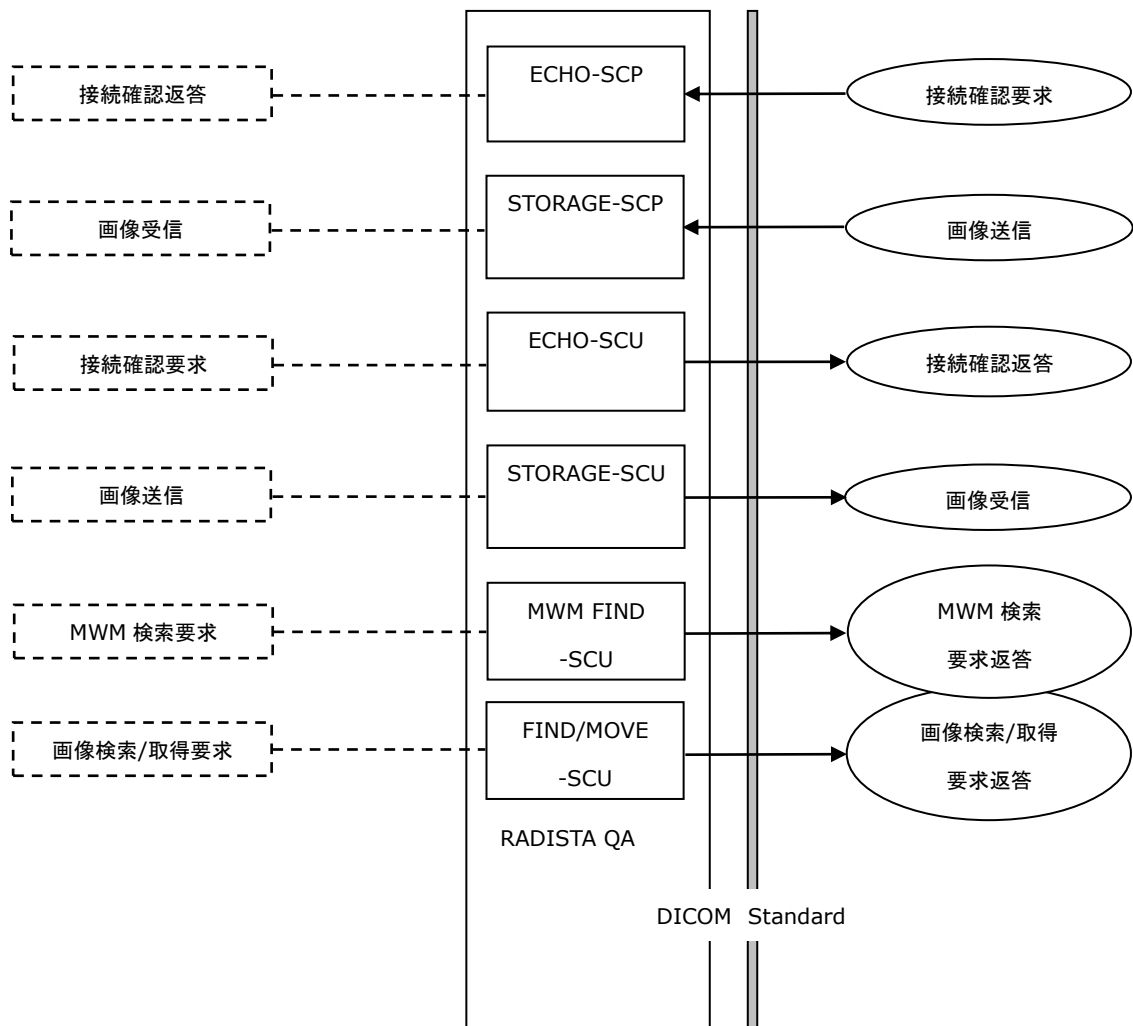 接続確認返答
ECHO-SCP
接続確認要求
画像受信
STORAGE-SCP
画像送信
接続確認要求
ECHO-SCU
接続確認返答
画像送信
STORAGE-SCU
画像受信
MWM 検索要求
MWM FIND
-SCU
MWM 検索
要求返答
画像検索/取得要求
FIND/MOVE
-SCU
画像検索/取得
要求返答
RADISTA QA
DICOM Standard